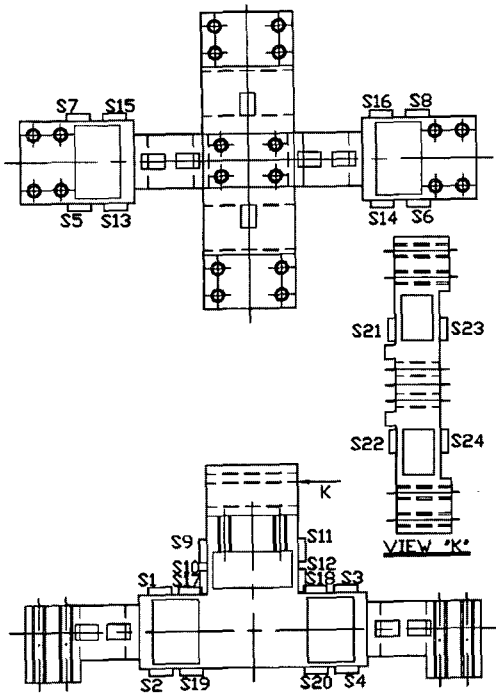 S7 S15
S16 S8
S5 S13
S14 S6
S21 S23
S22 S24
K
S9 S11
S10 S12
S1 S17 S18 S3
VIEW "K"
S2 S19 S20 S4